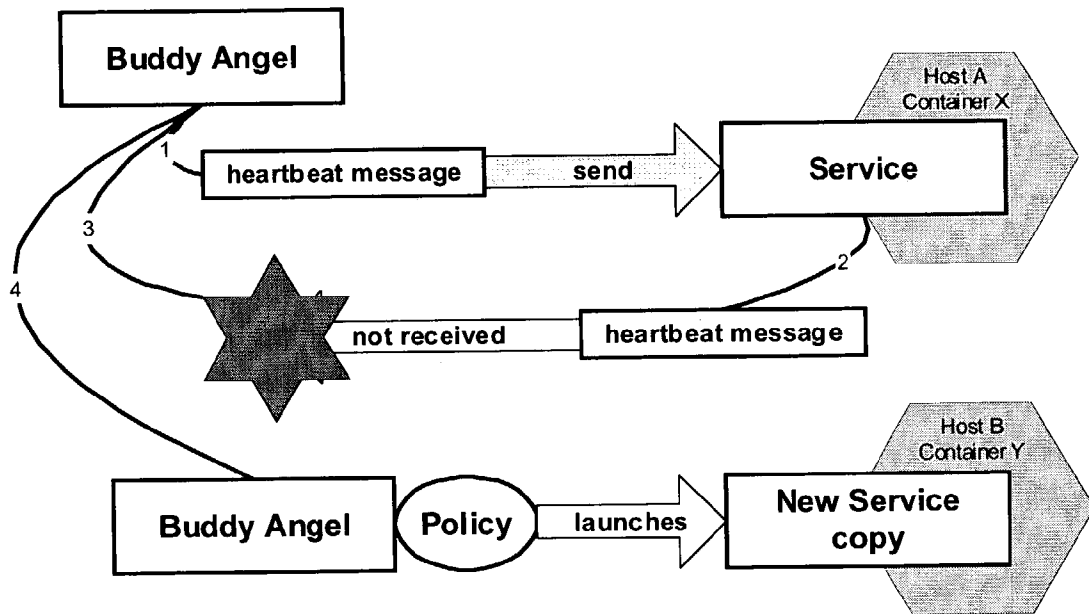 Buddy Angel
Host A
Container X
1
heartbeat message
send
Service
3
2
4
not received
heartbeat message
Host B
Container Y
Buddy Angel
Policy
launches
New Service
copy